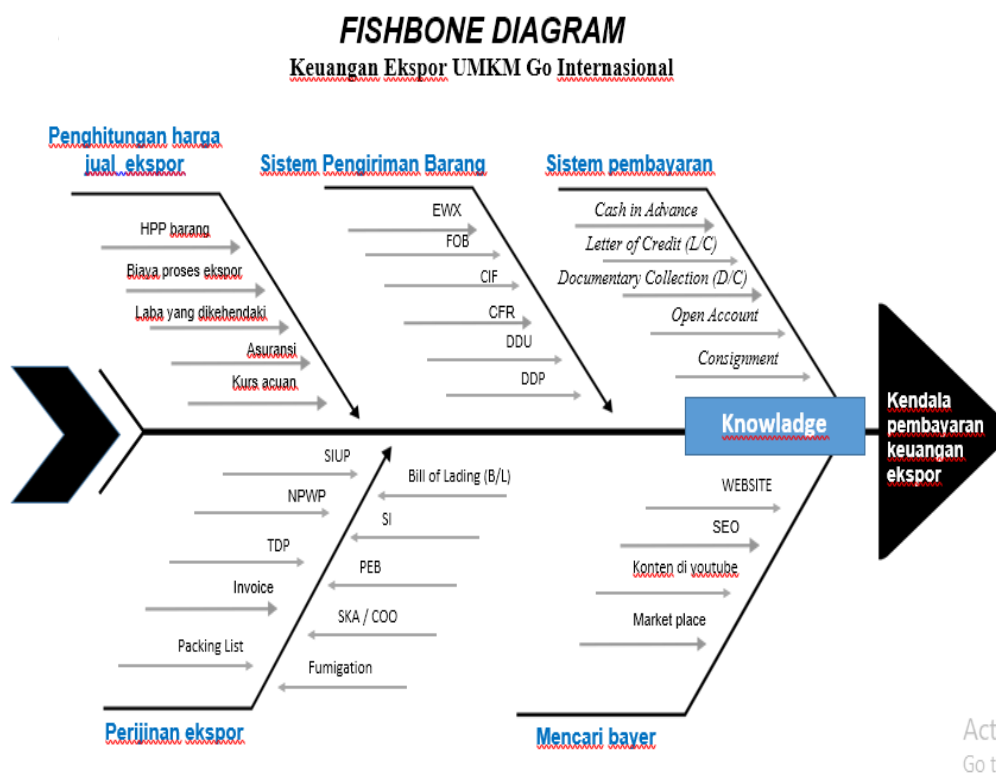 FISHBONE DIAGRAM
Keuangan Ekspor UMKM Go Internasional
Penghitungan harga
jual ekspor
Sistem Pengiriman Barang
Sistem pembayaran
HPP barang
Biaya proses ekspor
Laba yang dikehendaki
Asuransi
Kurs acuan
EWX
FOB
CIF
CFR
DDU
DDP
Cash in Advance
Letter of Credit (L/C)
Documentary Collection (D/C)
Open Account
Consignment
Knowladge
Kendala
pembayaran
keuangan
ekspor
SIUP
NPWP
TDP
Invoice
Packing List
Bill of Lading (B/L)
SI
PEB
SKA / COO
Fumigation
WEBSITE
SEO
Konten di youtube
Market place
Perijinan ekspor
Mencari bayer
Act
Go t